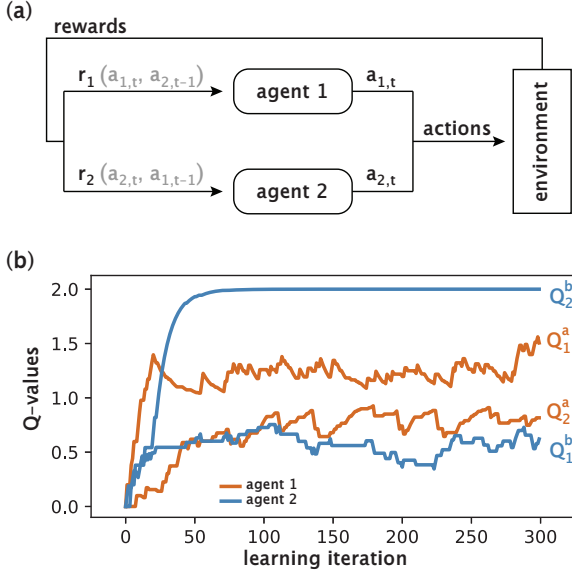 (a)
rewards
r1 (a1,t, a2,t-1)
agent 1
a1,t
actions
environment
r2 (a2,t, a1,t-1)
agent 2
a2,t
(b)
Q-values
2.0
1.5
1.0
0.5
0.0
Q2b
Q1a
Q2a
Q1b
agent 1
agent 2
0 50 100 150 200 250 300
learning iteration